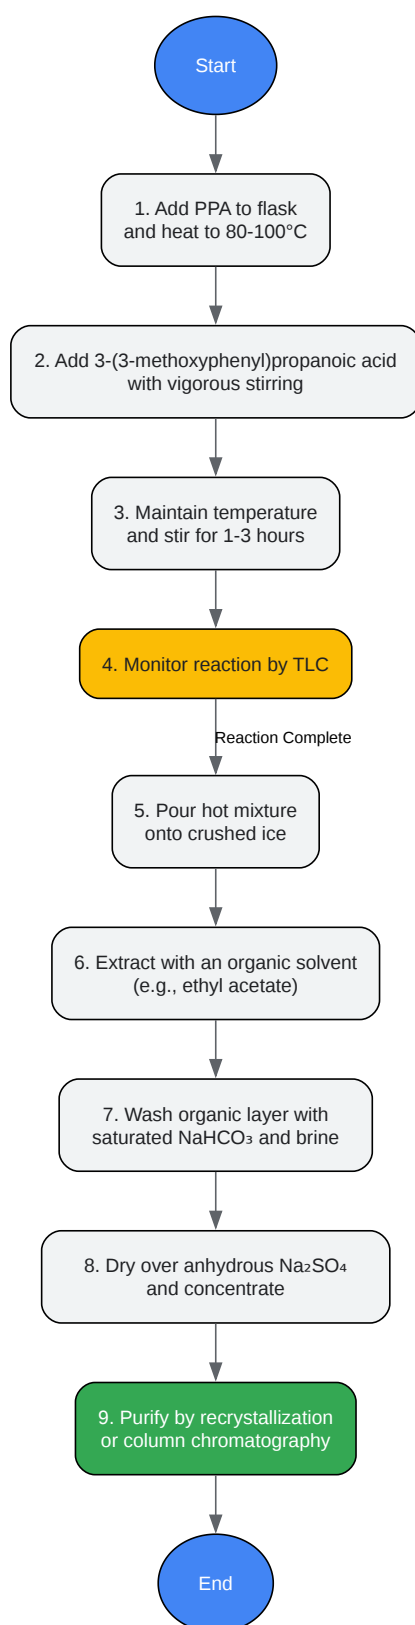 Start
1. Add PPA to flask
and heat to 80-100°C
2. Add 3-(3-methoxyphenyl)propanoic acid
with vigorous stirring
3. Maintain temperature
and stir for 1-3 hours
4. Monitor reaction by TLC
Reaction Complete
5. Pour hot mixture
onto crushed ice
6. Extract with an organic solvent
(e.g., ethyl acetate)
7. Wash organic layer with
saturated NaHCO₃ and brine
8. Dry over anhydrous Na₂SO₄
and concentrate
9. Purify by recrystallization
or column chromatography
End